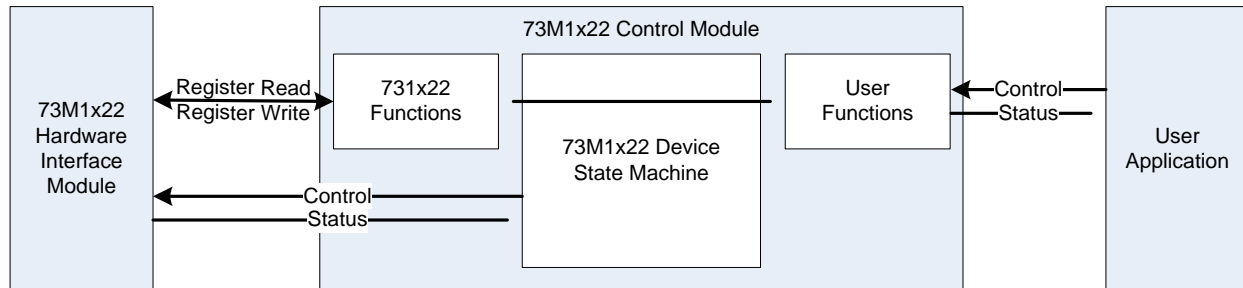 73M1x22 Control Module
73M1x22
Hardware
Interface
Module
Register Read
Register Write
731x22
Functions
73M1x22 Device
State Machine
User
Functions
Control
Status
User
Application
Control
Status